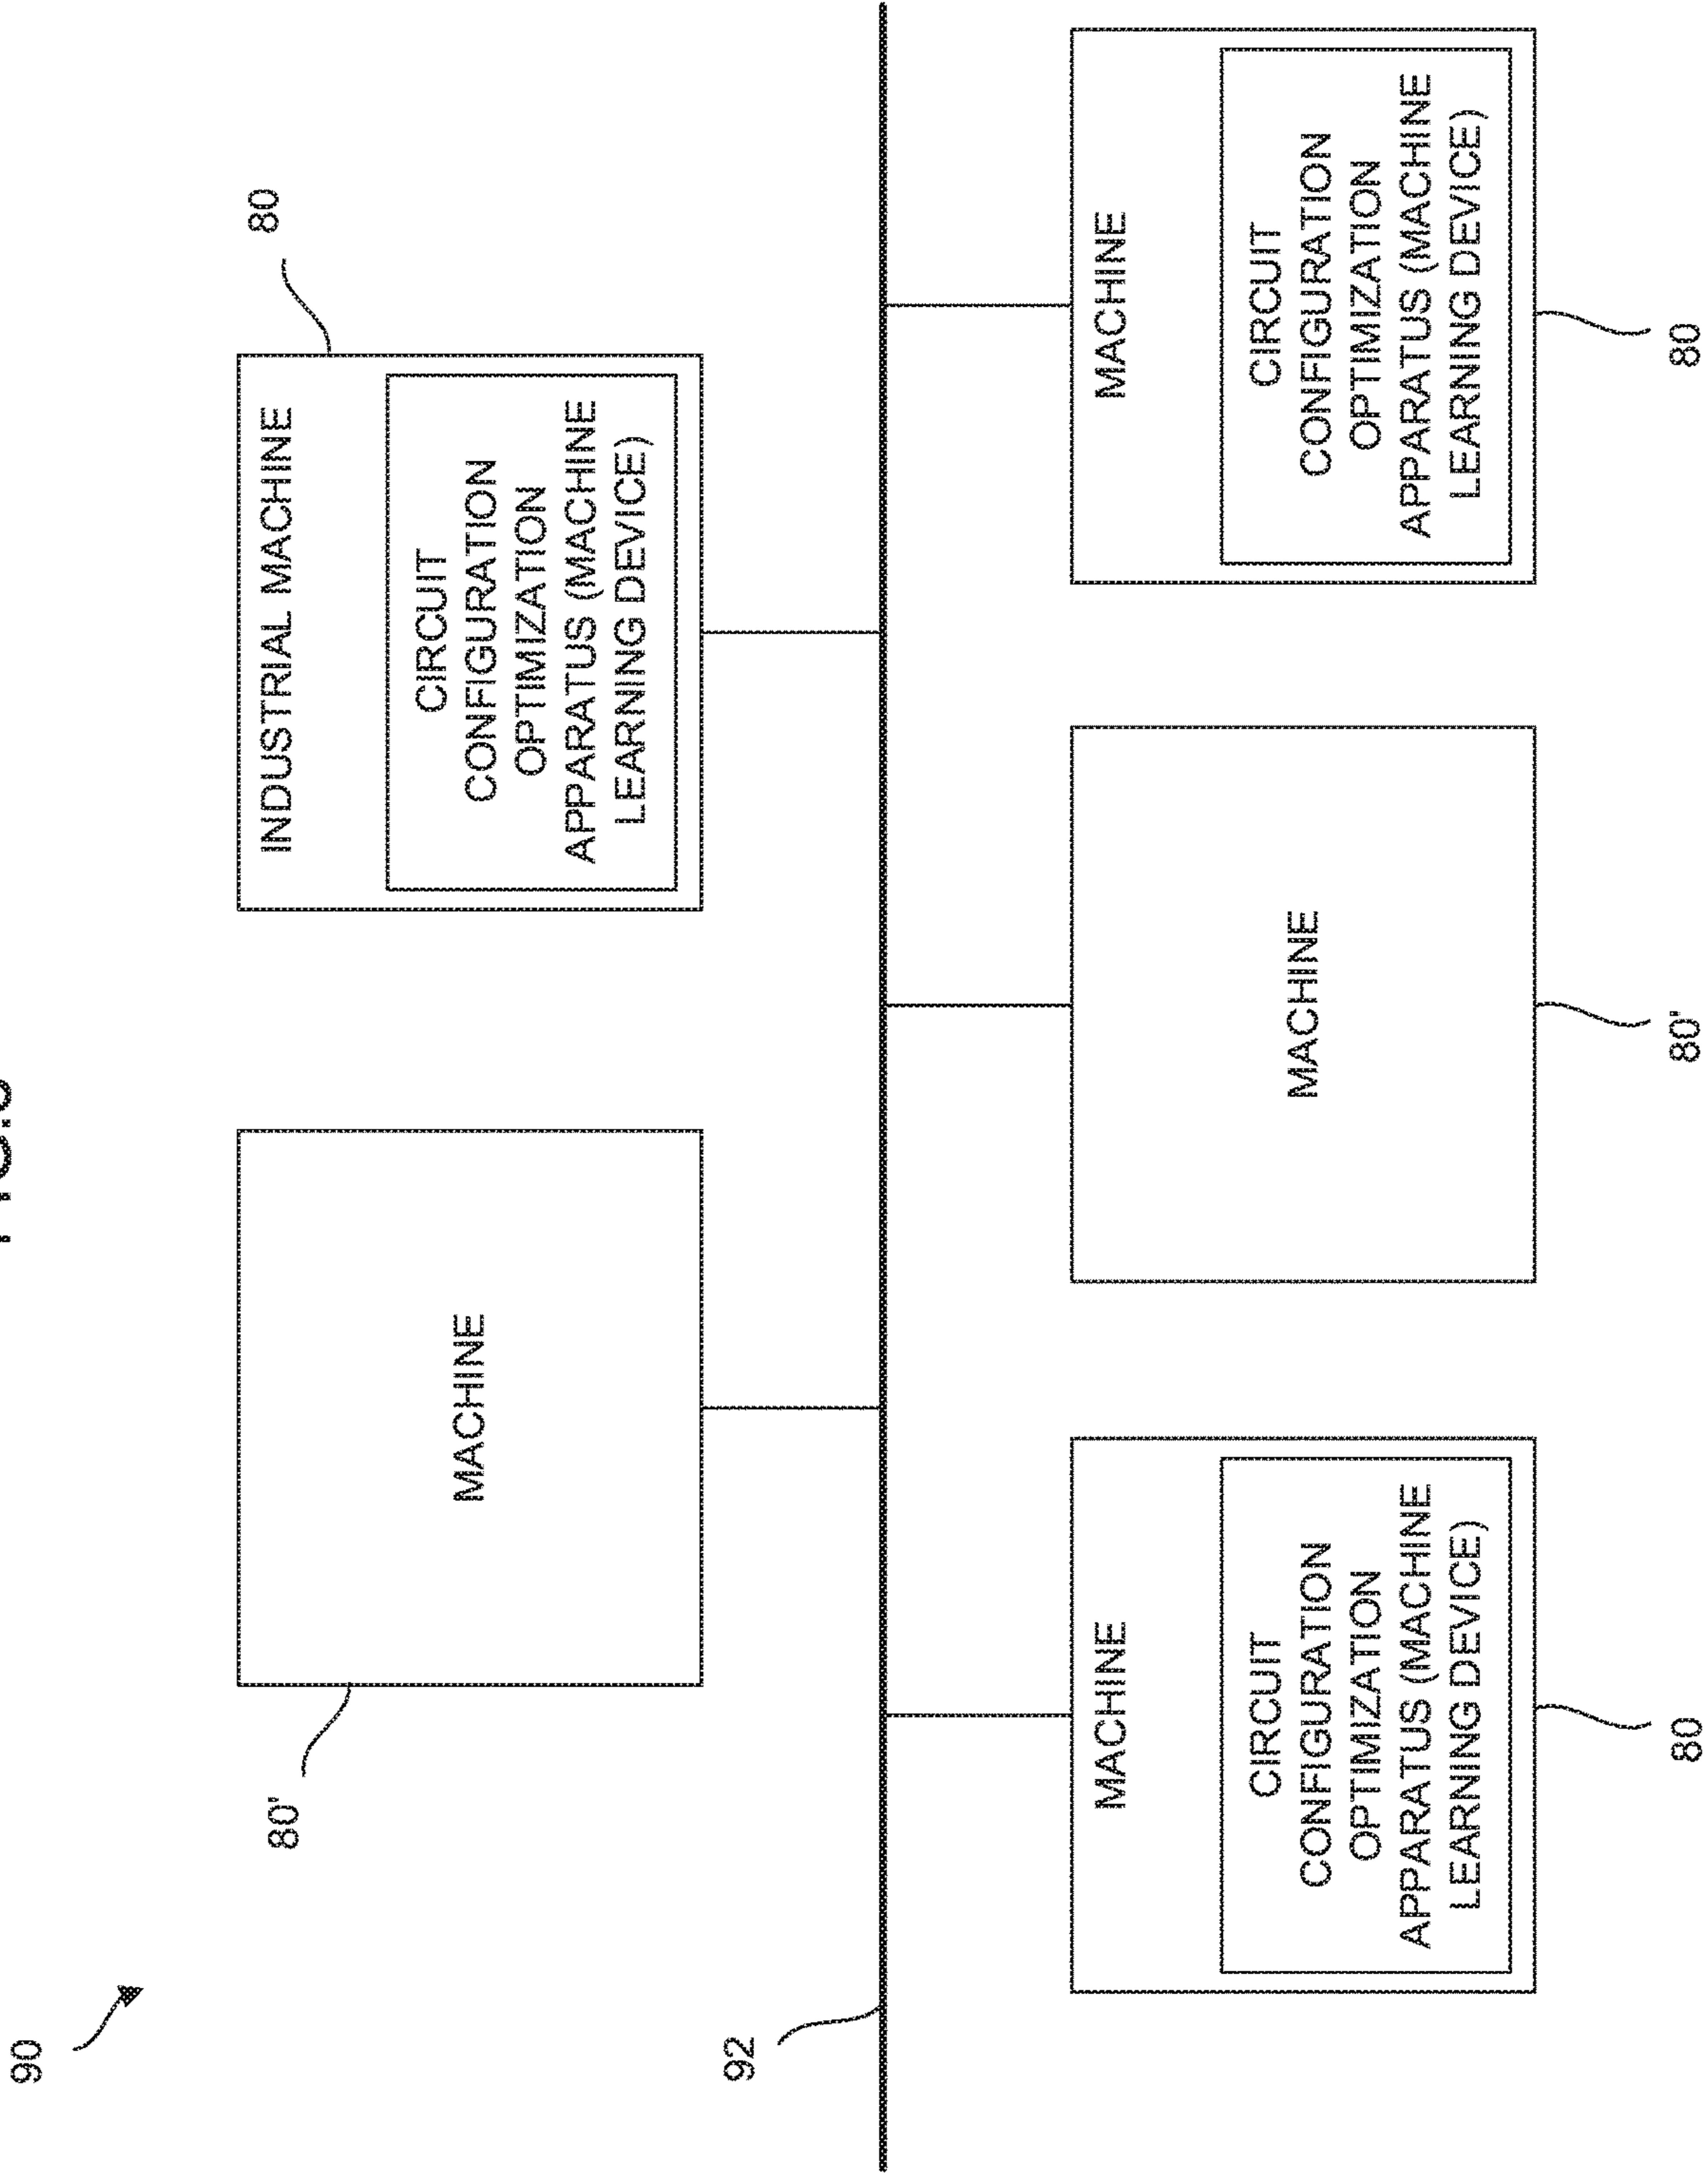 90
80'
MACHINE
80
INDUSTRIAL MACHINE
CIRCUIT
CONFIGURATION
OPTIMIZATION
APPARATUS (MACHINE
LEARNING DEVICE)
92
MACHINE
CIRCUIT
CONFIGURATION
OPTIMIZATION
APPARATUS (MACHINE
LEARNING DEVICE)
80
MACHINE
80'
MACHINE
CIRCUIT
CONFIGURATION
OPTIMIZATION
APPARATUS (MACHINE
LEARNING DEVICE)
80